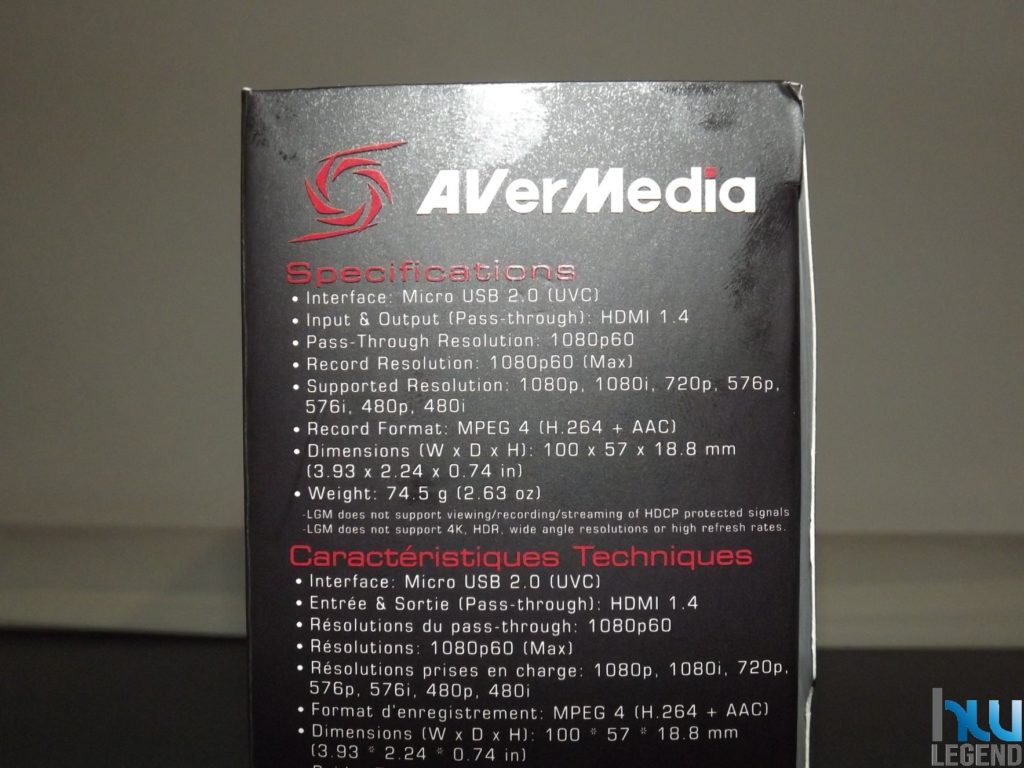 AVerMedia
Specifications
• Interface: Micro USB 2.0 (UVC)
• Input & Output (Pass-through): HDMI 1.4
• Pass-Through Resolution: 1080p60
• Record Resolution: 1080p60 (Max)
• Supported Resolution: 1080p, 1080i, 720p, 576p,
576i, 480p, 480i
• Record Format: MPEG 4 (H.264 + AAC)
• Dimensions (W x D x H): 100 x 57 x 18.8 mm
(3.93 x 2.24 x 0.74 in)
• Weight: 74.5 g (2.63 oz)
-LGM does not support viewing/recording/streaming of HDCP protected signals
-LGM does not support 4K, HDR, wide angle resolutions or high refresh rates.
Caractéristiques Techniques
• Interface: Micro USB 2.0 (UVC)
• Entrée & Sortie (Pass-through): HDMI 1.4
• Résolutions du pass-through: 1080p60
• Résolutions: 1080p60 (Max)
• Résolutions prises en charge: 1080p, 1080i, 720p,
576p, 576i, 480p, 480i
• Format d'enregistrement: MPEG 4 (H.264 + AAC)
• Dimensions (W x D x H): 100 * 57 * 18.8 mm
(3.93 * 2.24 * 0.74 in)
LEGEND